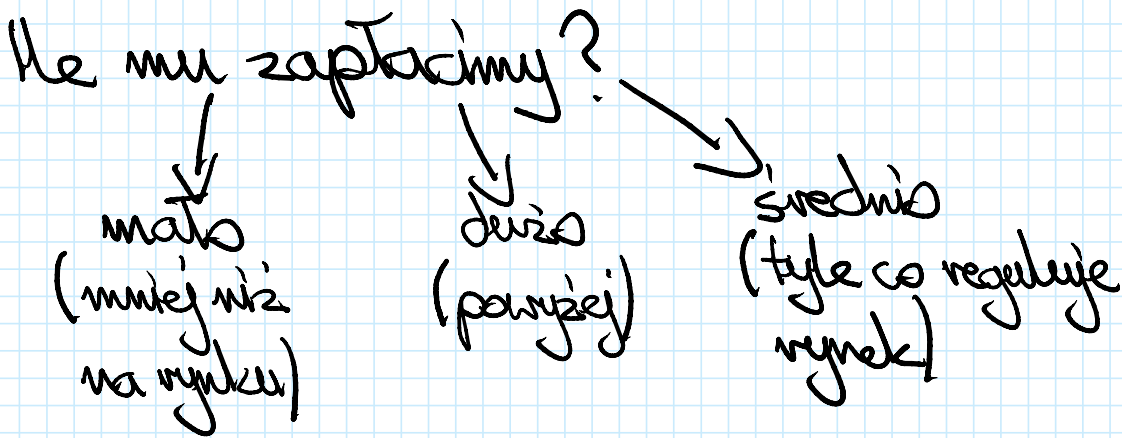 Ile mu zapłacimy?
mało
(mniej niż
na rynku)
dużo
(powyżej)
średnio
(tyle co reguluje
rynek)